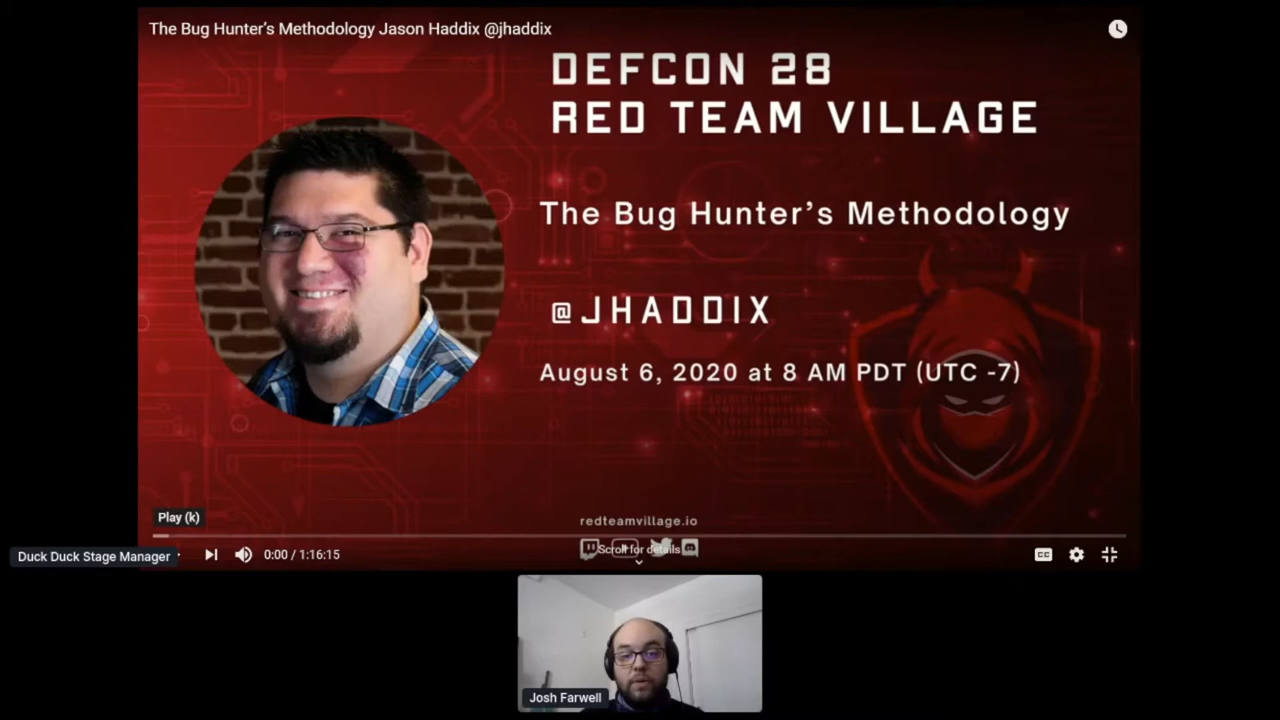 The Bug Hunter’s Methodology Jason Haddix @jhaddix
DEFCON 28
RED TEAM VILLAGE
The Bug Hunter’s Methodology
@JHADDIX
August 6, 2020 at 8 AM PDT (UTC -7)
Play (k)
redteamvillage.io
Scroll for details
Duck Duck Stage Manager
0:00 / 1:16:15
CC
Josh Farwell